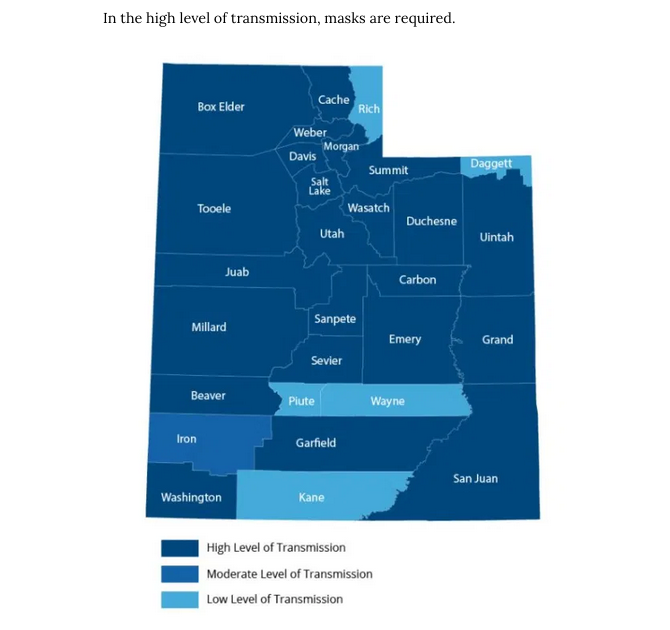 In the high level of transmission, masks are required.
Box Elder
Cache
Rich
Weber
Morgan
Davis
Summit
Daggett
Salt
Lake
Tooele
Wasatch
Duchesne
Utah
Uintah
Juab
Carbon
Sanpete
Millard
Emery
Grand
Sevier
Beaver
Piute
Wayne
Iron
Garfield
San Juan
Washington
Kane
High Level of Transmission
Moderate Level of Transmission
Low Level of Transmission